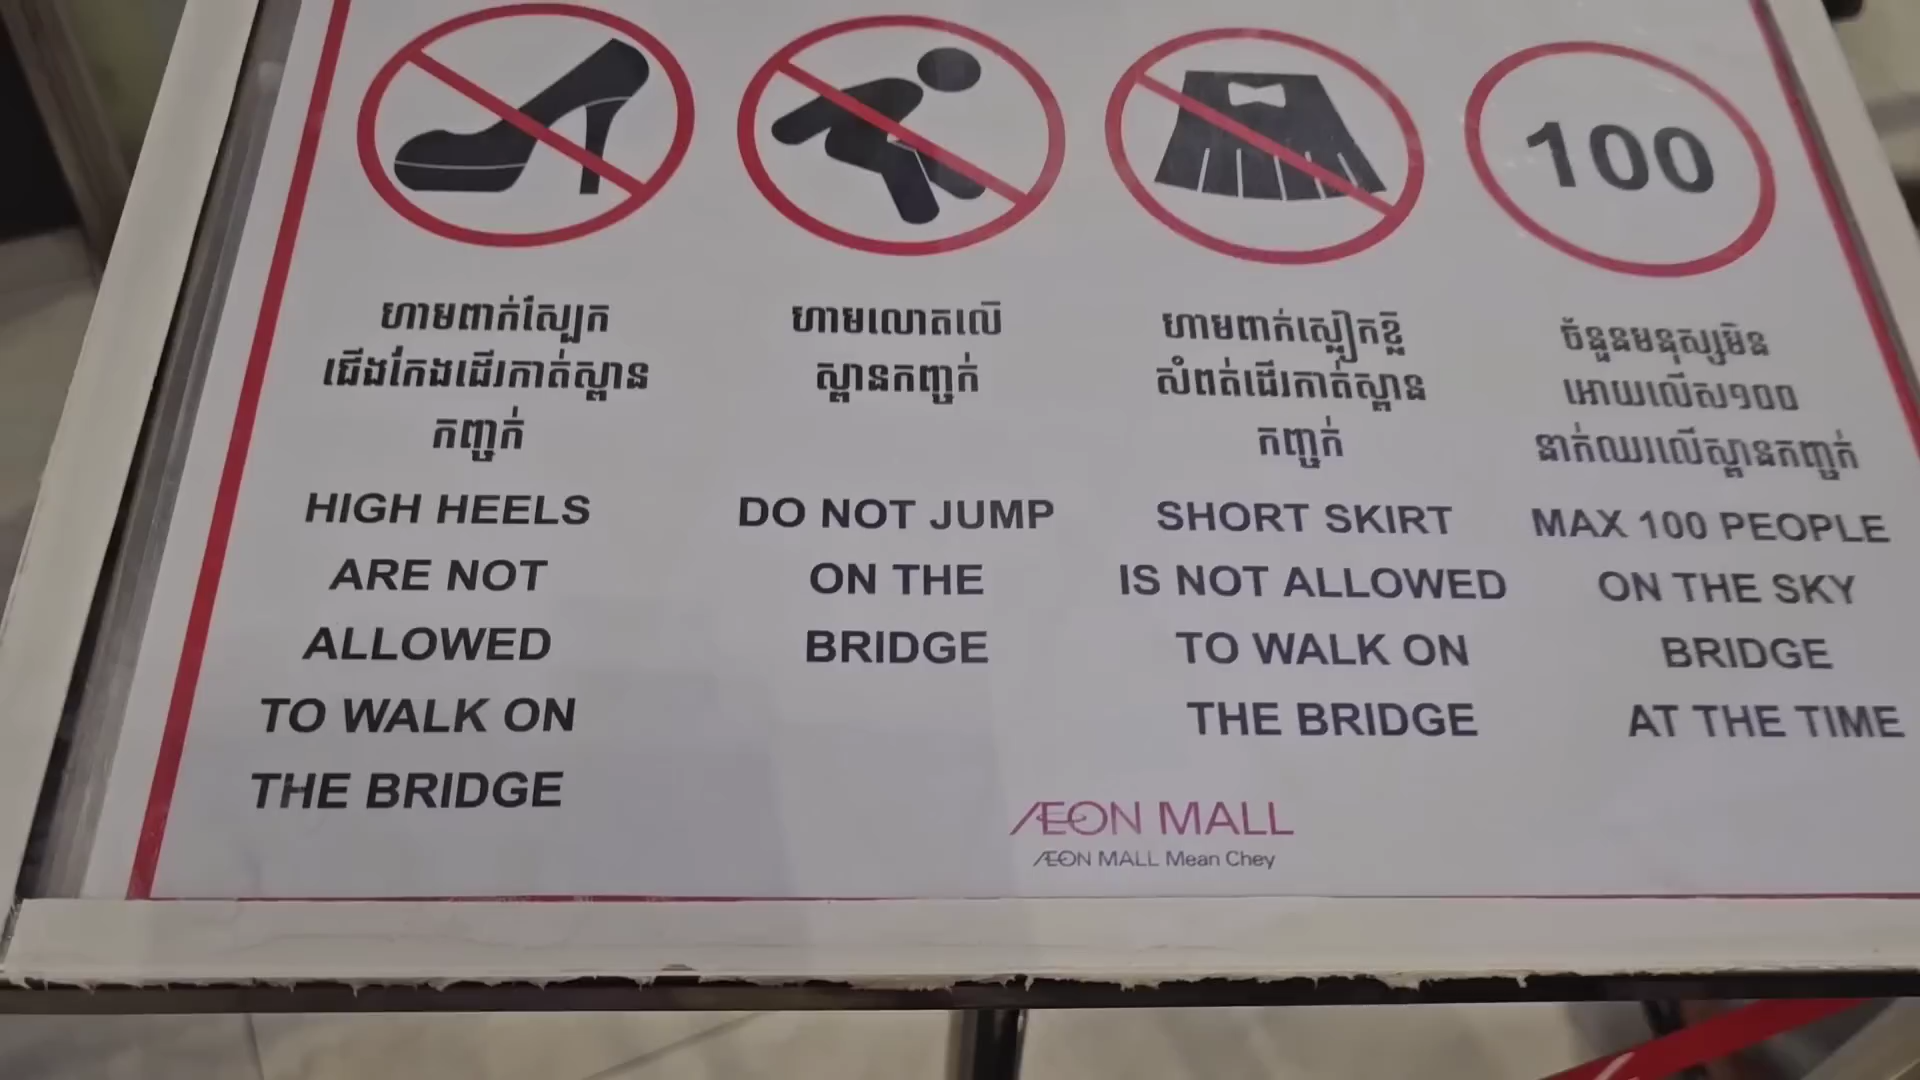 100
ហាមពាក់ស្បែក
ជើងកែងដើរកាត់ស្ពាន
កញ្ចក់
HIGH HEELS
ARE NOT
ALLOWED
TO WALK ON
THE BRIDGE
ហាមលោតលើ
ស្ពានកញ្ចក់
DO NOT JUMP
ON THE
BRIDGE
ហាមពាក់ស្លៀកខ្លី
សំពត់ដើរកាត់ស្ពាន
កញ្ចក់
SHORT SKIRT
IS NOT ALLOWED
TO WALK ON
THE BRIDGE
ចំនួនមនុស្សមិន
អោយលើស១០០
នាក់ឈរលើស្ពានកញ្ចក់
MAX 100 PEOPLE
ON THE SKY
BRIDGE
AT THE TIME
ÆON MALL
ÆON MALL Mean Chey